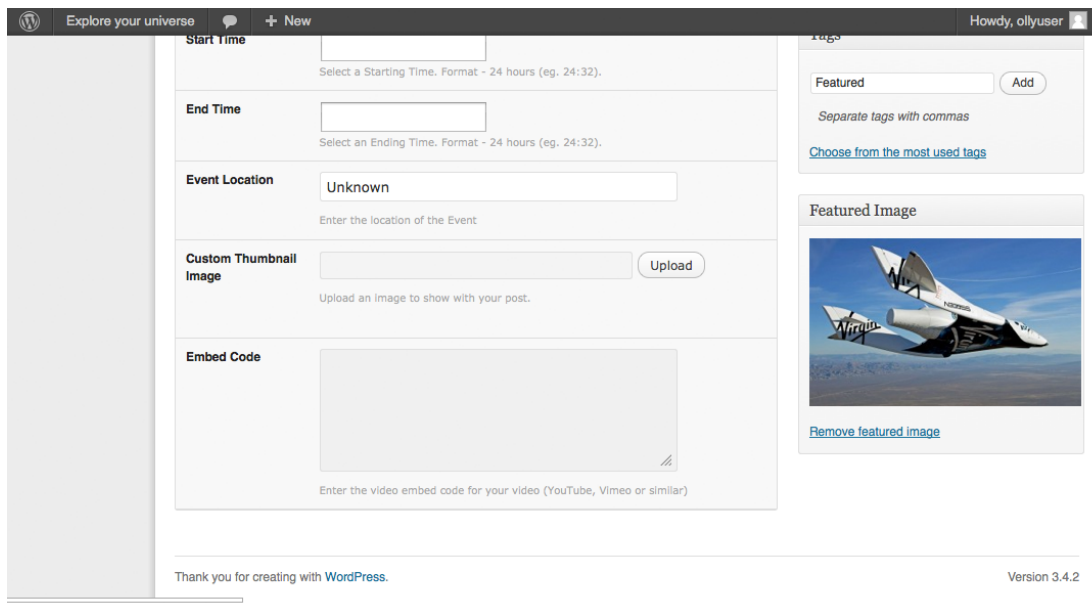 Explore your universe + New Howdy, ollyuser
Start Time
Select a Starting Time. Format - 24 hours (eg. 24:32).
End Time
Select an Ending Time. Format - 24 hours (eg. 24:32).
Event Location
Unknown
Enter the location of the Event
Custom Thumbnail
Image
Upload
Upload an image to show with your post.
Embed Code
Enter the video embed code for your video (YouTube, Vimeo or similar)
Tags
Featured Add
Separate tags with commas
Choose from the most used tags
Featured Image
Virgin
Virgin
Remove featured image
Thank you for creating with WordPress. Version 3.4.2